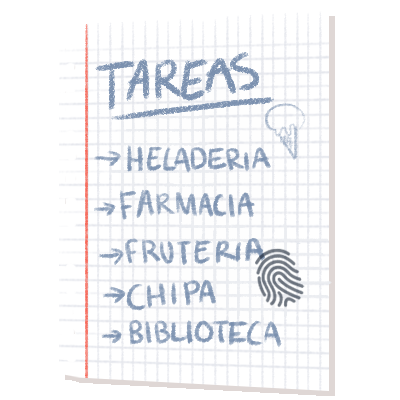 TAREAS
→ HELADERIA
→ FARMACIA
→ FRUTERIA
→ CHIPA
→ BIBLIOTECA